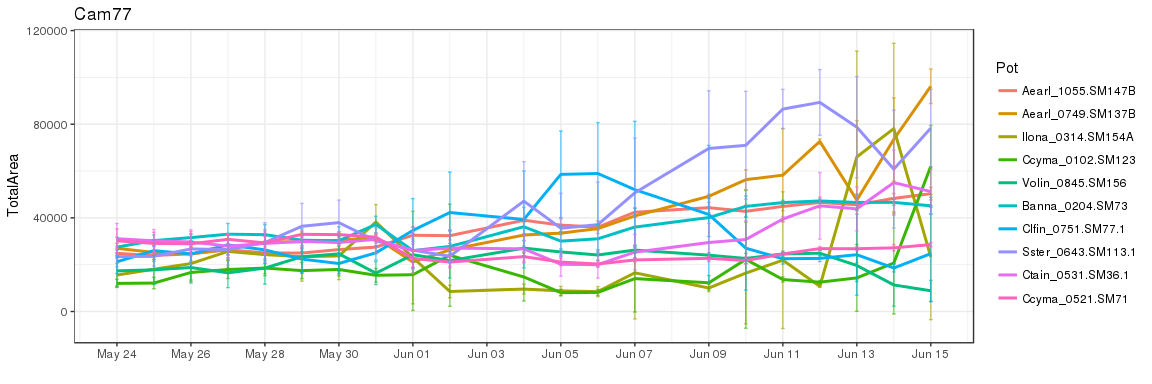 Cam77
TotalArea
120000
80000
40000
0
May 24
May 26
May 28
May 30
Jun 01
Jun 03
Jun 05
Jun 07
Jun 09
Jun 11
Jun 13
Jun 15
Pot
Aearl_1055.SM147B
Aearl_0749.SM137B
Ilona_0314.SM154A
Ccyma_0102.SM123
Volin_0845.SM156
Banna_0204.SM73
Clfin_0751.SM77.1
Sster_0643.SM113.1
Ctain_0531.SM36.1
Ccyma_0521.SM71